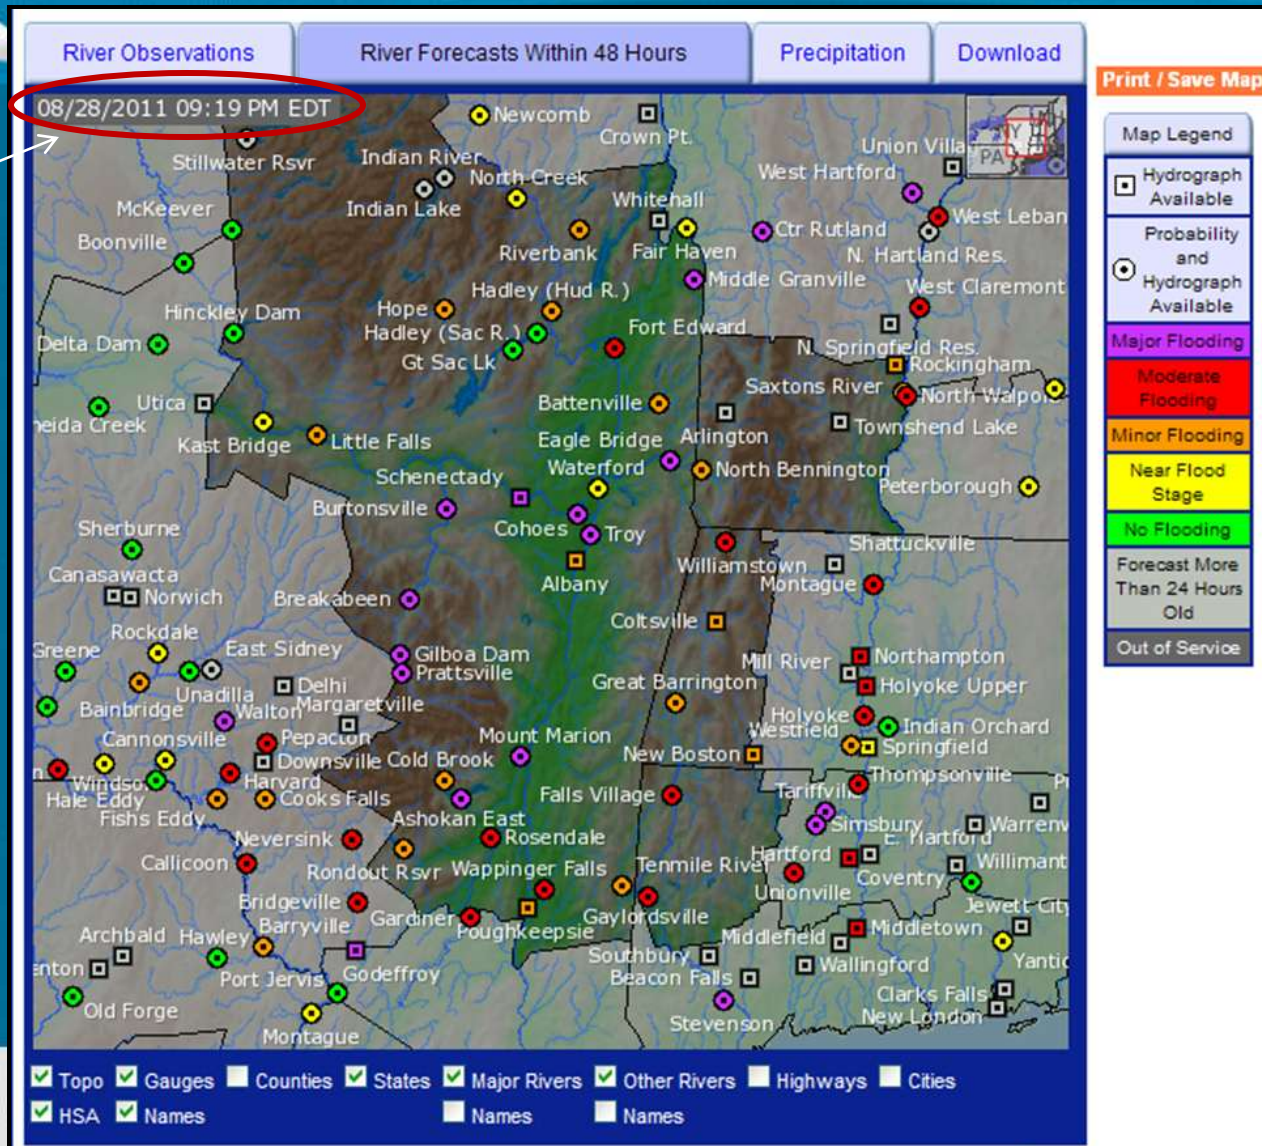 River Observations
River Forecasts Within 48 Hours
Precipitation
Download
Print / Save Map
08/28/2011 09:19 PM EDT
Newcomb
Crown Pt.
NY
PA
Union Villa
Stillwater Rsvr
Indian River
North Creek
West Hartford
Indian Lake
Whitehall
McKeever
West Leban
Ctr Rutland
Boonville
Riverbank
Fair Haven
N. Hartland Res.
Middle Granville
West Claremont
Hadley (Hud R.)
Hope
Hinckley Dam
Hadley (Sac R.)
Fort Edward
Delta Dam
Gt Sac Lk
N. Springfield Res.
Rockingham
Saxtons River
North Walpole
Utica
Battenville
neida Creek
Kast Bridge
Little Falls
Eagle Bridge
Arlington
Townshend Lake
Schenectady
Waterford
North Bennington
Peterborough
Burtonsville
Cohoes
Troy
Sherburne
Shattuckville
Williamstown
Albany
Montague
Canasawacta
Norwich
Breakabeen
Coltsville
Rockdale
Greene
East Sidney
Gilboa Dam
Mill River
Northampton
Prattsville
Unadilla
Delhi
Great Barrington
Holyoke Upper
Bainbridge
Walton
Margaretville
Holyoke
Indian Orchard
Westfield
Cannonsville
Pepacton
Mount Marion
Springfield
Downsville
Cold Brook
New Boston
Windsor
Harvard
Thompsonville
Hale Eddy
Cooks Falls
Falls Village
Tariffville
Fishs Eddy
Ashokan East
Simsbury
Warrenv
Neversink
Rosendale
E. Hartford
Callicoon
Rondout Rsvr
Wappinger Falls
Tenmile River
Hartford
Willimant
Coventry
Unionville
Bridgeville
Gardiner
Gaylordsville
Jewett City
Barryville
Poughkeepsie
Archbald
Hawley
Middlefield
Middletown
enton
Port Jervis
Godeffroy
Southbury
Wallingford
Yantic
Beacon Falls
Old Forge
Clarks Falls
Montague
Stevenson
New London
Map Legend
Hydrograph
Available
Probability
and
Hydrograph
Available
Major Flooding
Moderate
Flooding
Minor Flooding
Near Flood
Stage
No Flooding
Forecast More
Than 24 Hours
Old
Out of Service
Topo
Gauges
Counties
States
Major Rivers
Other Rivers
Highways
Cities
HSA
Names
Names
Names